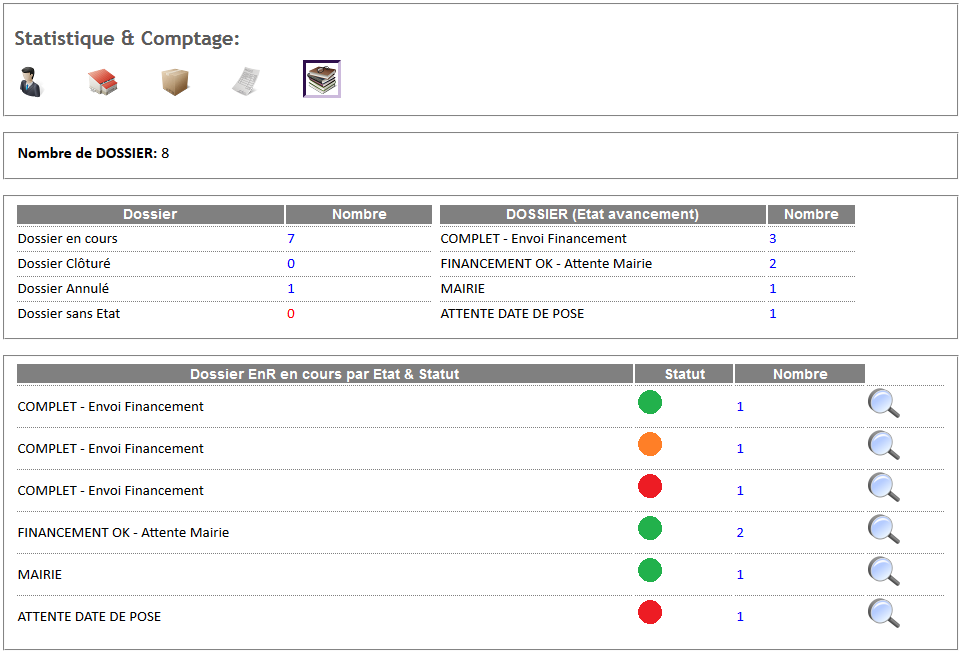 Statistique & Comptage:
Nombre de DOSSIER: 8
Dossier Nombre DOSSIER (Etat avancement) Nombre
Dossier en cours 7 COMPLET - Envoi Financement 3
Dossier Clôturé 0 FINANCEMENT OK - Attente Mairie 2
Dossier Annulé 1 MAIRIE 1
Dossier sans Etat 0 ATTENTE DATE DE POSE 1
Dossier EnR en cours par Etat & Statut Statut Nombre
COMPLET - Envoi Financement 1
COMPLET - Envoi Financement 1
COMPLET - Envoi Financement 1
FINANCEMENT OK - Attente Mairie 2
MAIRIE 1
ATTENTE DATE DE POSE 1